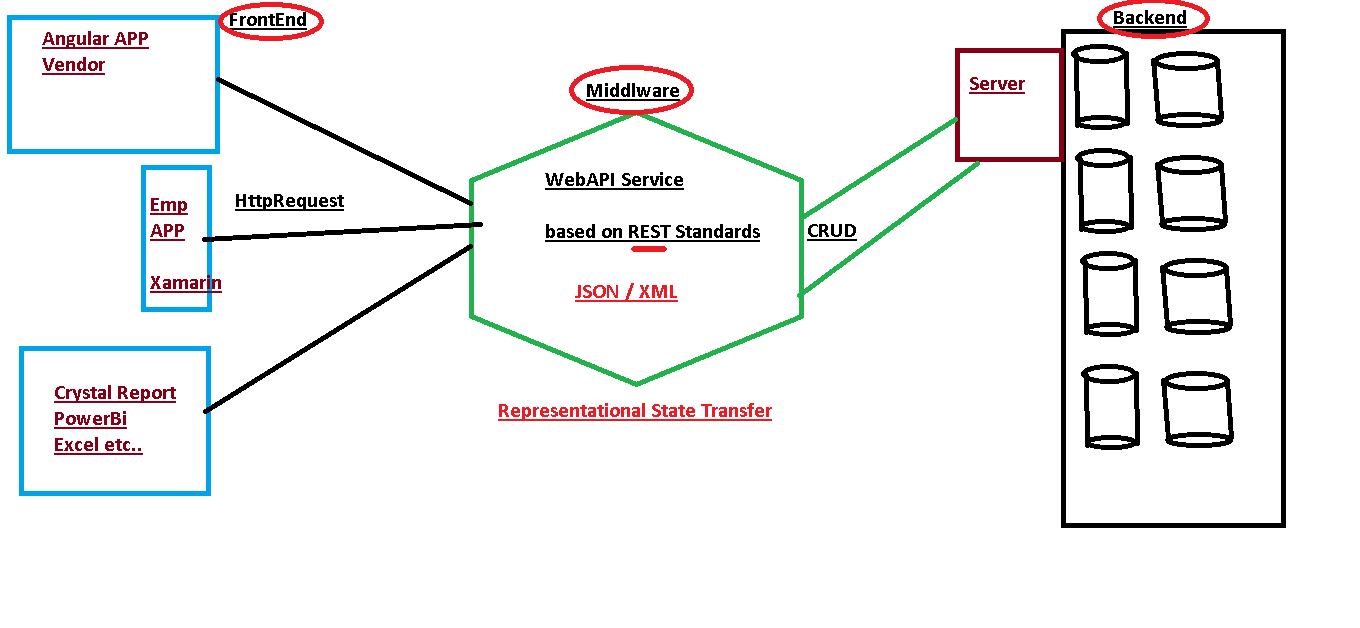 FrontEnd
Angular APP
Vendor
Emp
APP
Xamarin
HttpRequest
Crystal Report
PowerBi
Excel etc..
Middlware
WebAPI Service
based on REST Standards
JSON / XML
Representational State Transfer
CRUD
Backend
Server